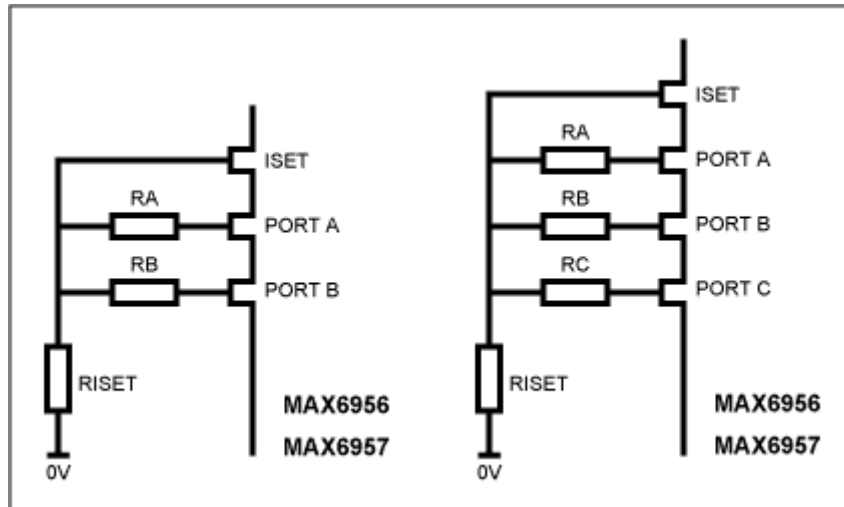 ISET
RA
PORT A
RB
PORT B
RISET
MAX6956
MAX6957
0V
ISET
RA
PORT A
RB
PORT B
RC
PORT C
RISET
MAX6956
MAX6957
0V